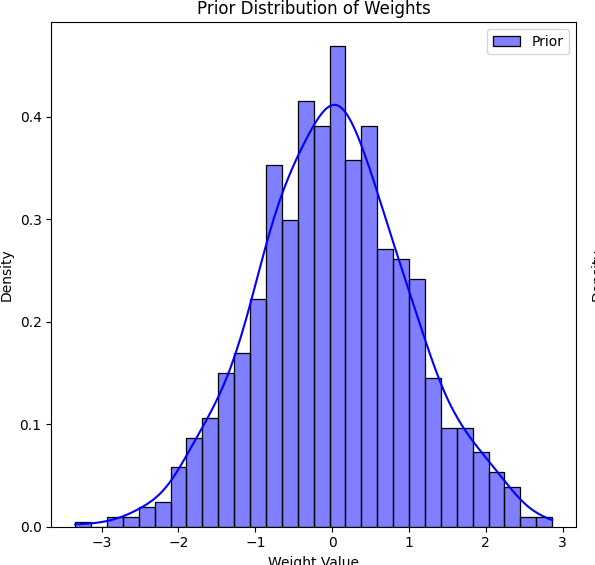 Prior Distribution of Weights
Prior
0.4
0.3
0.2
0.1
0.0
Density
Density
−3 −2 −1 0 1 2 3
Weight Value